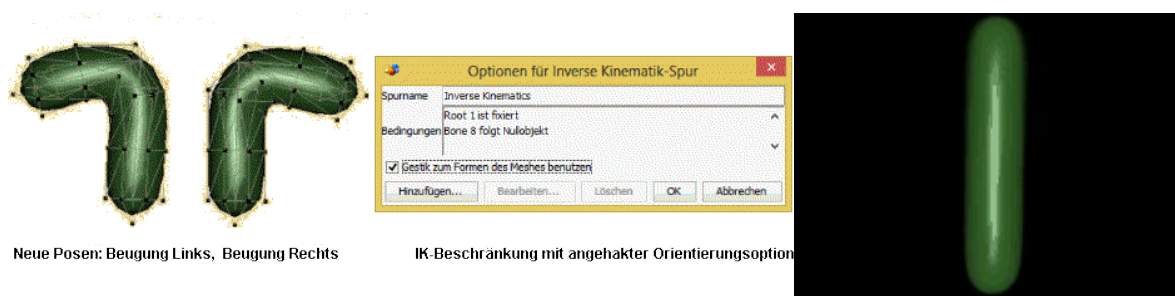 Optionen für Inverse Kinematik-Spur
Spurname Inverse Kinematics
Root 1 ist fixiert
Bedingungen Bone 8 folgt Nullobjekt
Gestik zum Formen des Meshes benutzen
Hinzufügen... Bearbeiten... Löschen OK Abbrechen
Neue Posen: Beugung Links, Beugung Rechts
IK-Beschränkung mit angehakter Orientierungsoption